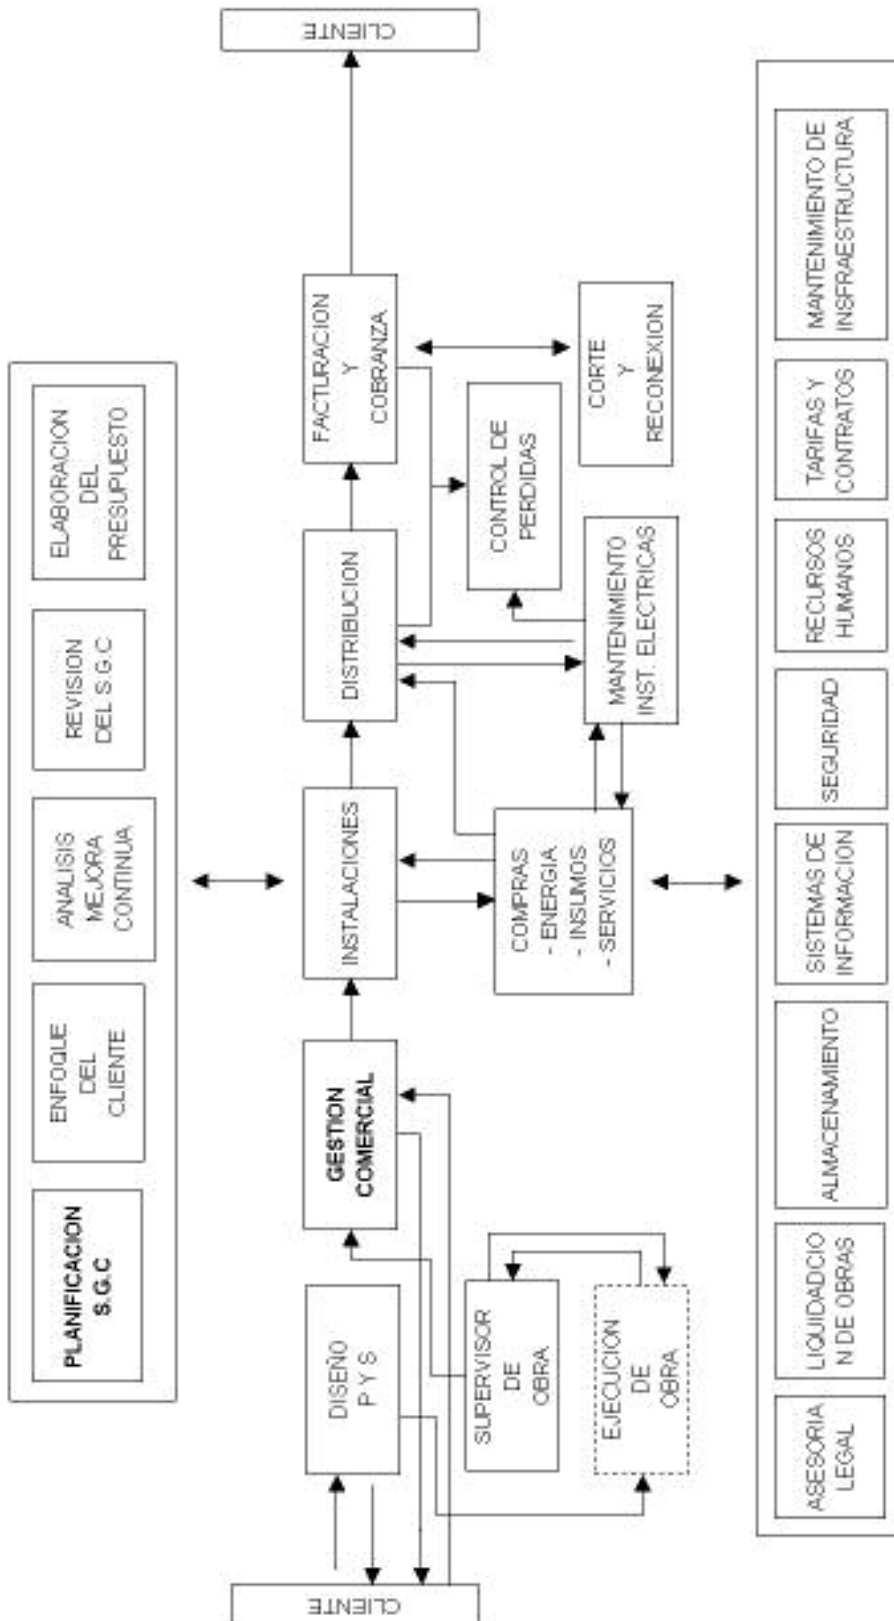 PLANIFICACION
S.G.C
ENFOQUE
DEL
CLIENTE
ANALISIS
MEJORA
CONTINUA
REVISION
DEL S.G.C
ELABORACION
DEL
PRESUPUESTO
CLIENTE
DISEÑO
P Y S
GESTION
COMERCIAL
INSTALACIONES
DISTRIBUCION
FACTURACION
Y
COBRANZA
CLIENTE
SUPERVISOR
DE
OBRA
EJECUCION
DE
OBRA
COMPRAS
- ENERGIA
- INSUMOS
- SERVICIOS
CONTROL DE
PERDIDAS
MANTENIMIENTO
INST. ELECTRICAS
CORTE
Y
RECONEXION
ASESORIA
LEGAL
LIQUIDADCIO
N DE OBRAS
ALMACENAMIENTO
SISTEMAS DE
INFORMACION
SEGURIDAD
RECURSOS
HUMANOS
TARIFAS Y
CONTRATOS
MANTENIMIENTO DE
INSFRAESTRUCTURA